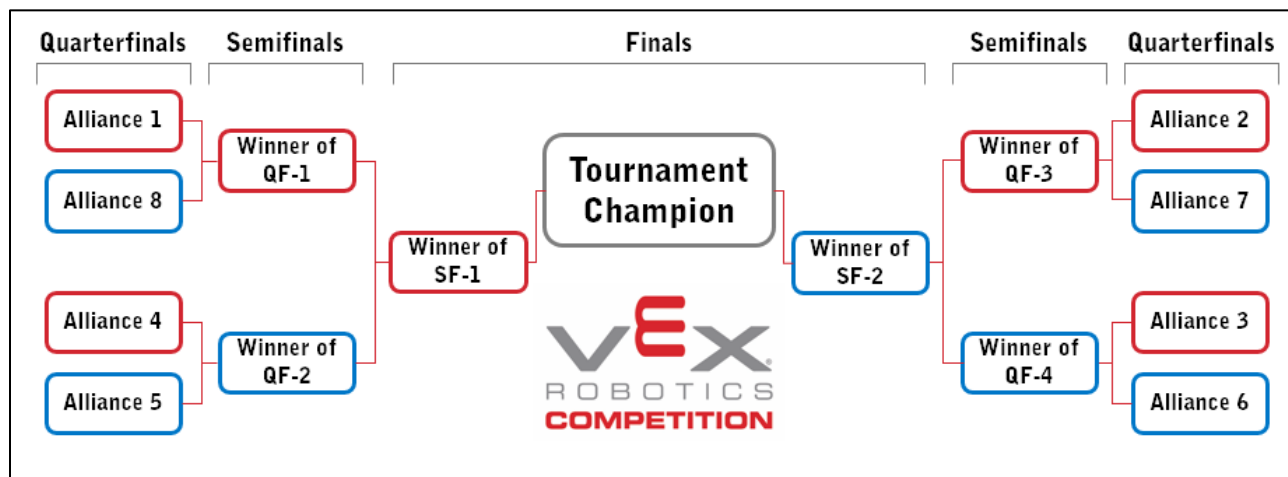 Quarterfinals
Semifinals
Finals
Semifinals
Quarterfinals
Alliance 1
Alliance 8
Alliance 4
Alliance 5
Winner of
QF-1
Winner of
QF-2
Winner of
SF-1
Tournament
Champion
Winner of
SF-2
Winner of
QF-3
Winner of
QF-4
Alliance 2
Alliance 7
Alliance 3
Alliance 6
VEX
ROBOTICS
COMPETITION